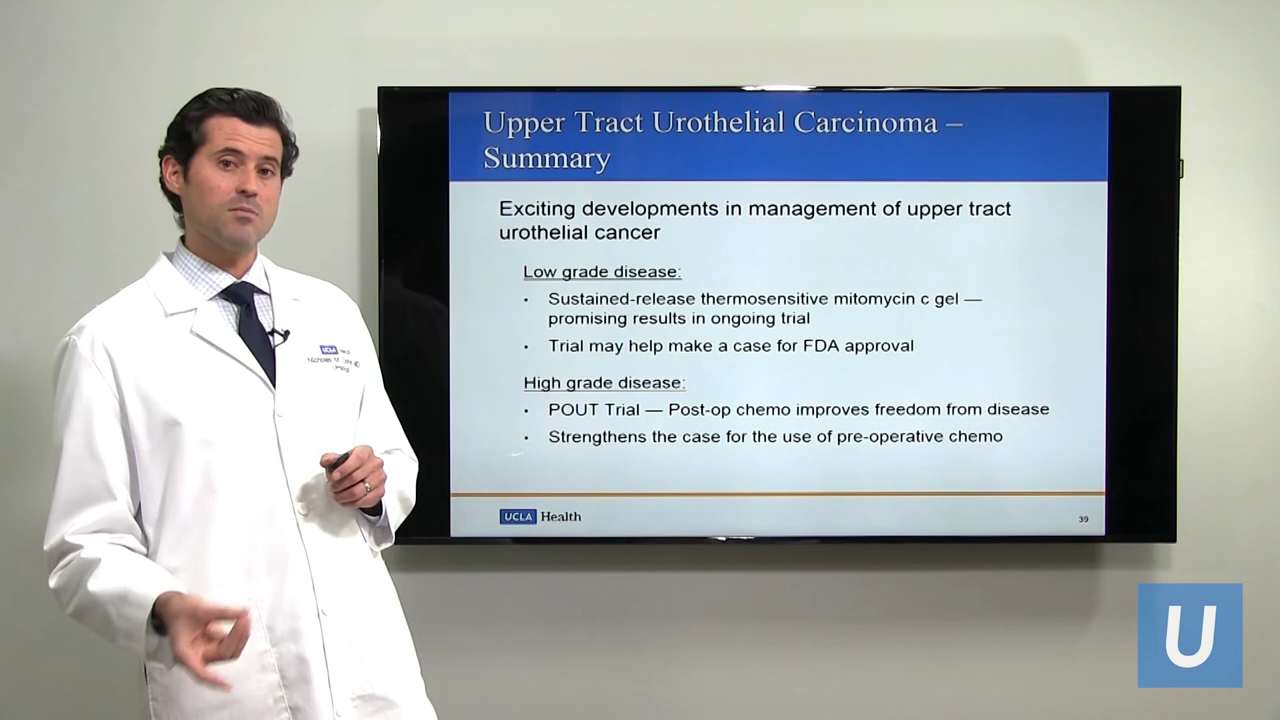 Upper Tract Urothelial Carcinoma –
Summary
Exciting developments in management of upper tract
urothelial cancer
Low grade disease:
• Sustained-release thermosensitive mitomycin c gel —
promising results in ongoing trial
• Trial may help make a case for FDA approval
High grade disease:
• POUT Trial — Post-op chemo improves freedom from disease
• Strengthens the case for the use of pre-operative chemo
UCLA Health
39
UCLA Health
Nicholas M.
U